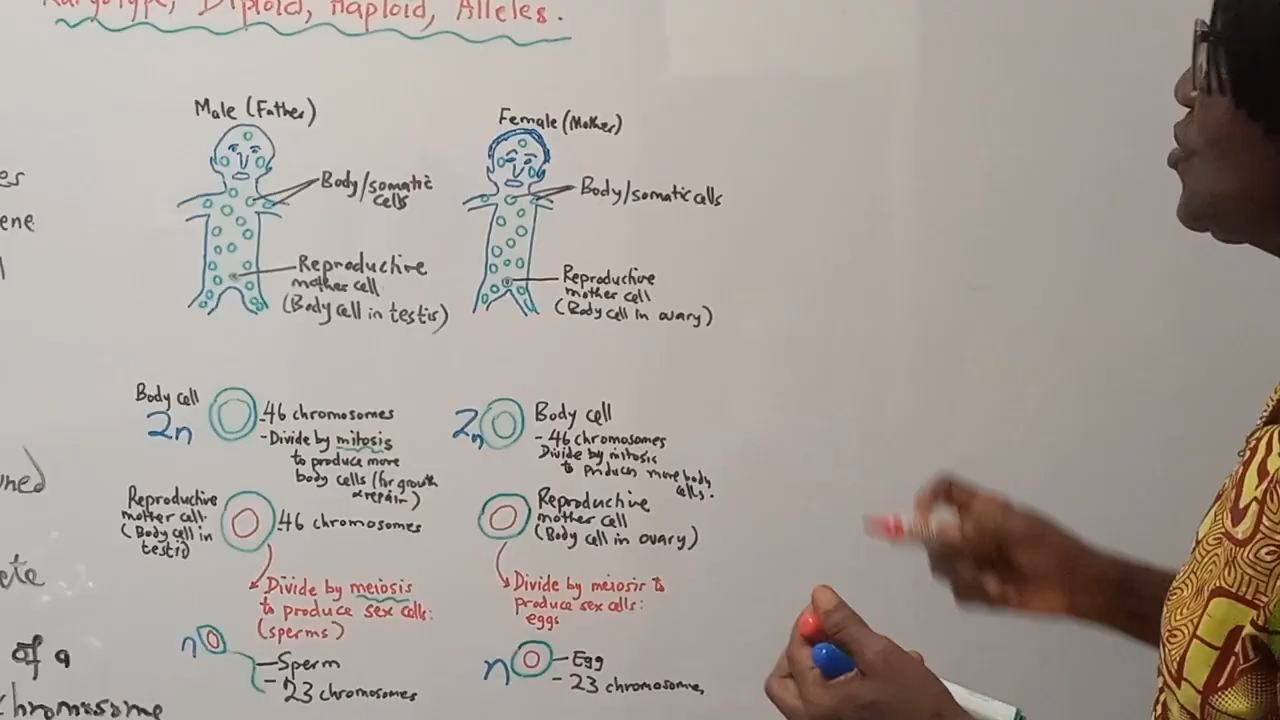 Karyotype, Diploid, Haploid, Alleles.
Male (Father)
Body/somatic
cells
Reproductive
mother cell
(Body cell in testis)
Female (Mother)
Body/somatic cells
Reproductive
mother cell
(Body cell in ovary)
Body cell
2n
-46 chromosomes
-Divide by mitosis
to produce more
body cells (for growth
& repair)
Reproductive
mother cell.
(Body cell in
testis)
-46 chromosomes
Divide by meiosis
to produce sex cells:
(sperms)
n
Sperm
- 23 chromosomes
2n
Body cell
- 46 chromosomes
Divide by mitosis
to produces more body
cells.
Reproductive
mother cell
(Body cell in ovary)
Divide by meiosis to
produce sex cells:
eggs
n
Egg
- 23 chromosomes,
of a
chromosome